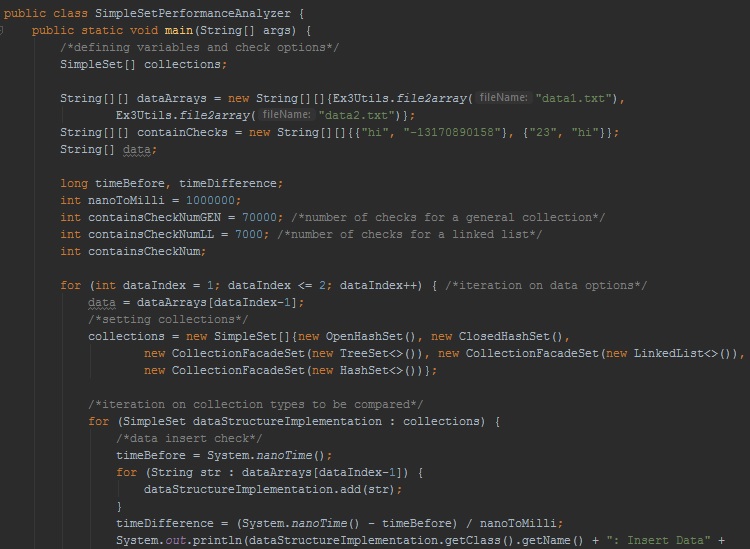 public class SimpleSetPerformanceAnalyzer {
public static void main(String[] args) {
/*defining variables and check options*/
SimpleSet[] collections;
String[][] dataArrays = new String[][]{Ex3Utils.file2array( fileName: "data1.txt"),
Ex3Utils.file2array( fileName: "data2.txt")};
String[][] containChecks = new String[][]{{"hi", "-13170890158"}, {"23", "hi"}};
String[] data;
long timeBefore, timeDifference;
int nanoToMilli = 1000000;
int containsCheckNumGEN = 70000; /*number of checks for a general collection*/
int containsCheckNumLL = 7000; /*number of checks for a linked list*/
int containsCheckNum;
for (int dataIndex = 1; dataIndex <= 2; dataIndex++) { /*iteration on data options*/
data = dataArrays[dataIndex-1];
/*setting collections*/
collections = new SimpleSet[]{new OpenHashSet(), new ClosedHashSet(),
new CollectionFacadeSet(new TreeSet<>()), new CollectionFacadeSet(new LinkedList<>()),
new CollectionFacadeSet(new HashSet<>())};
/*iteration on collection types to be compared*/
for (SimpleSet dataStructureImplementation : collections) {
/*data insert check*/
timeBefore = System.nanoTime();
for (String str : dataArrays[dataIndex-1]) {
dataStructureImplementation.add(str);
}
timeDifference = (System.nanoTime() - timeBefore) / nanoToMilli;
System.out.println(dataStructureImplementation.getClass().getName() + ": Insert Data" +